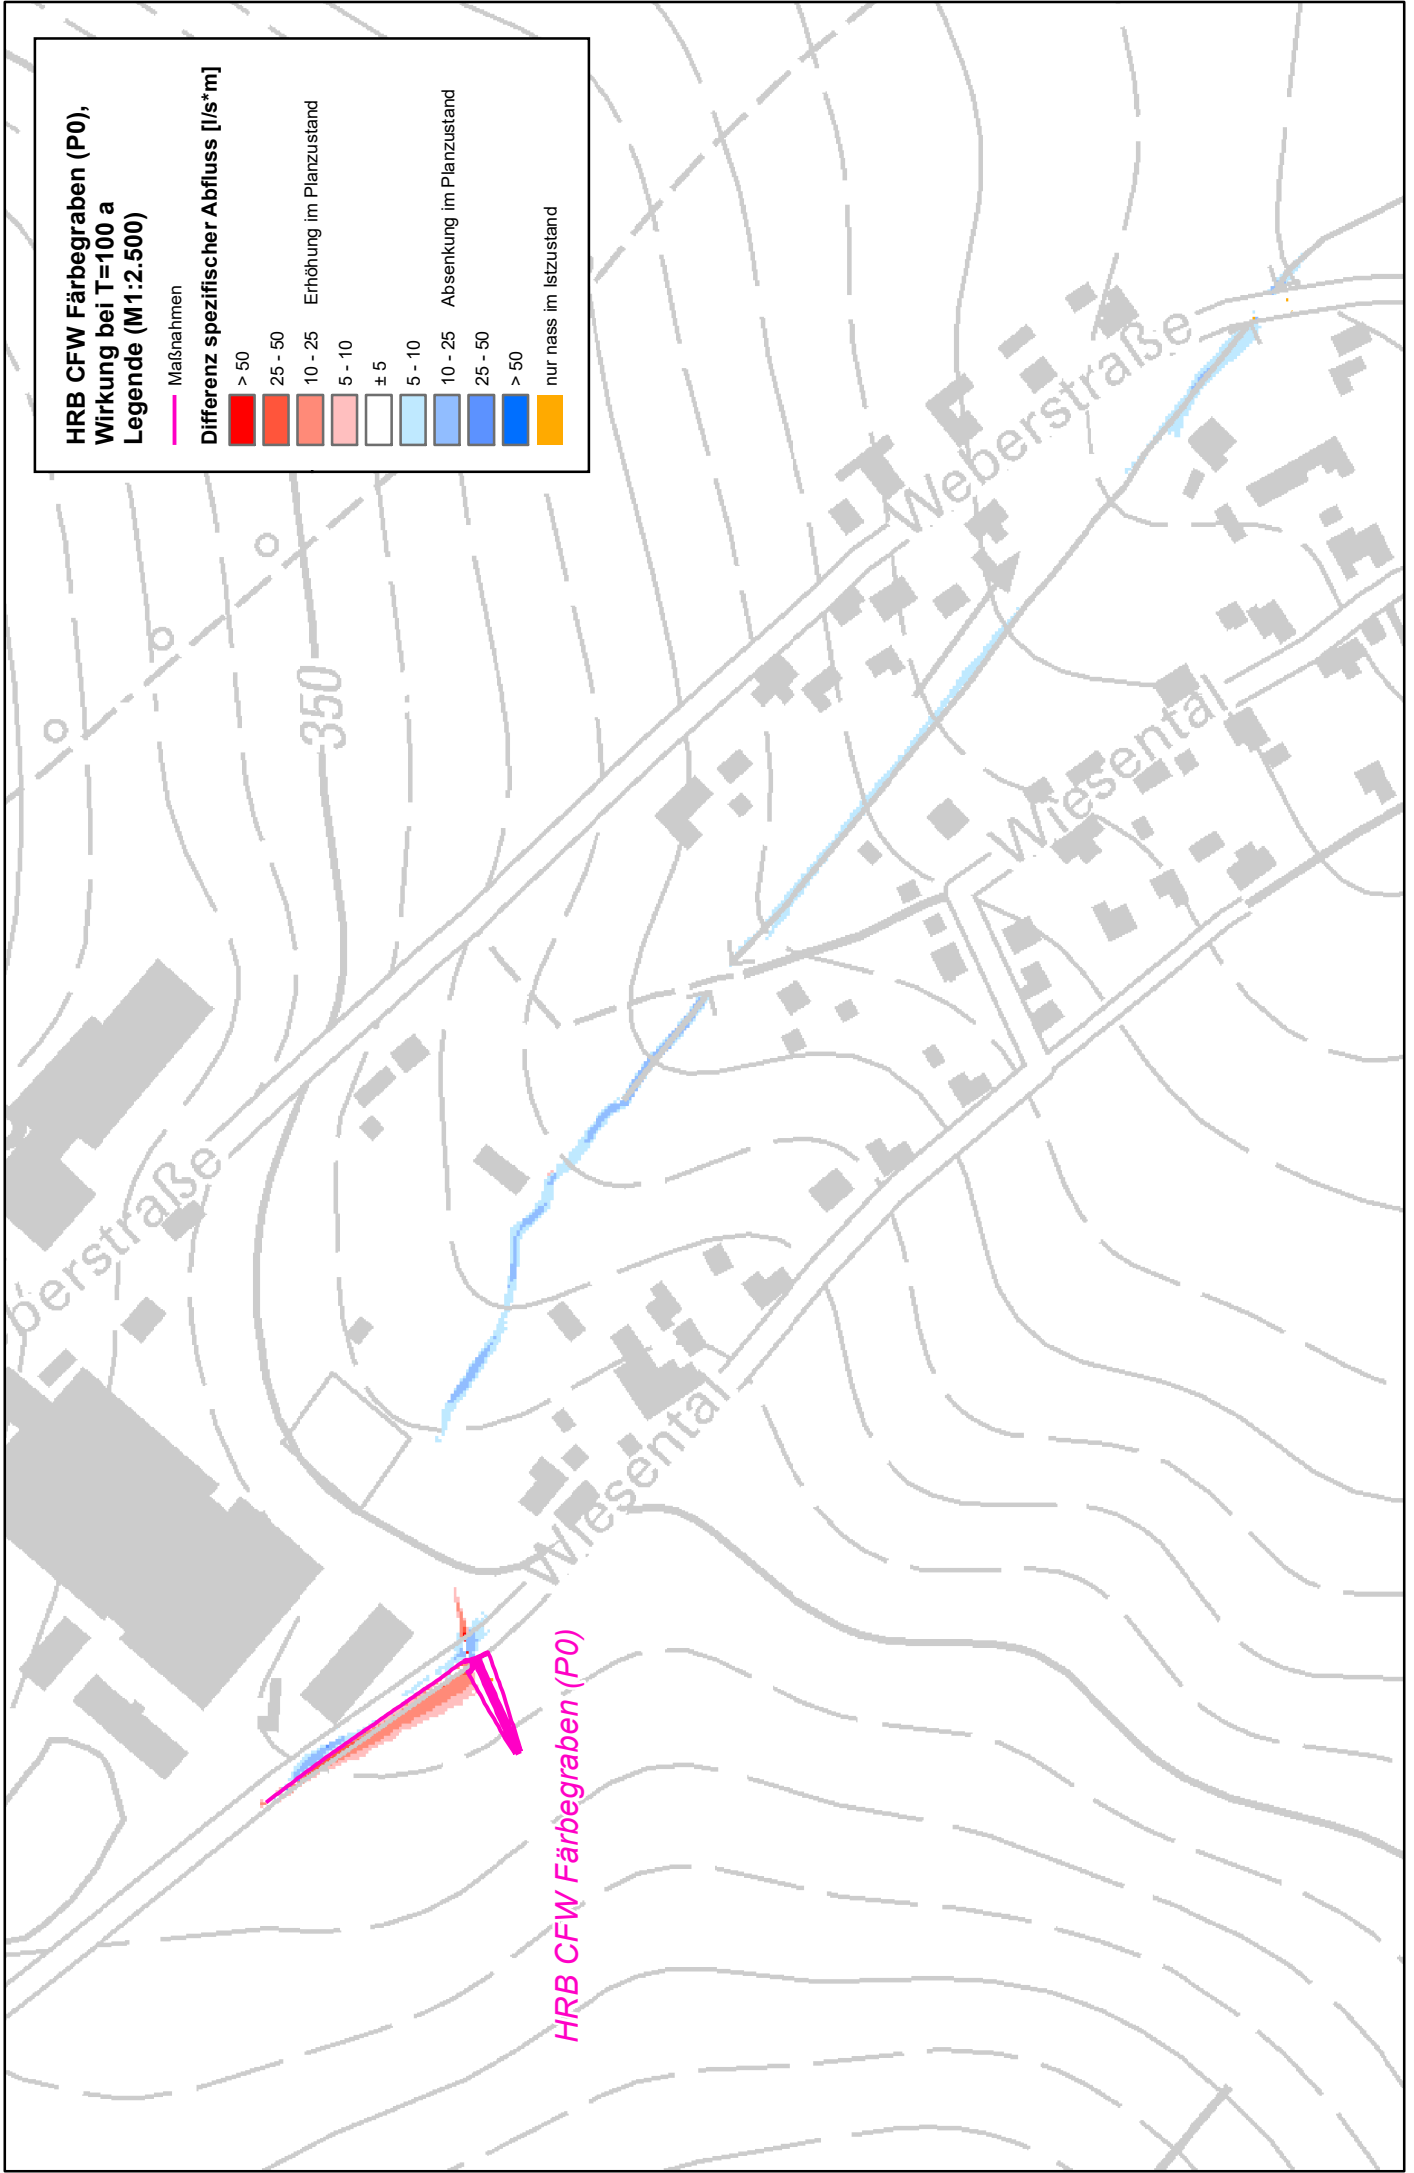 HRB CFW Färbegraben (P0),
Wirkung bei T=100 a
Legende (M1:2.500)
Maßnahmen
Differenz spezifischer Abfluss [l/s*m]
> 50
25 - 50
10 - 25 Erhöhung im Planzustand
5 - 10
± 5
5 - 10
10 - 25 Absenkung im Planzustand
25 - 50
> 50
nur nass im Istzustand
350
eberstraße
Weberstraße
Wiesental
Wiesental
HRB CFW Färbegraben (P0)